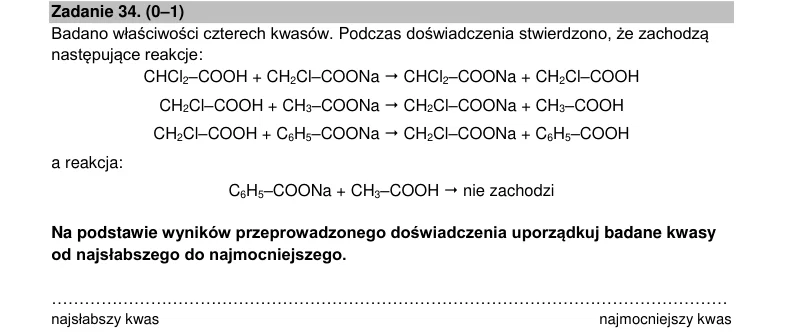 Zadanie 34. (0–1)
Badano właściwości czterech kwasów. Podczas doświadczenia stwierdzono, że zachodzą
następujące reakcje:
CHCl₂–COOH + CH₂Cl–COONa → CHCl₂–COONa + CH₂Cl–COOH
CH₂Cl–COOH + CH₃–COONa → CH₂Cl–COONa + CH₃–COOH
CH₂Cl–COOH + C₆H₅–COONa → CH₂Cl–COONa + C₆H₅–COOH
a reakcja:
C₆H₅–COONa + CH₃–COOH → nie zachodzi
Na podstawie wyników przeprowadzonego doświadczenia uporządkuj badane kwasy
od najsłabszego do najmocniejszego.
....................................................................................................
najsłabszy kwas najmocniejszy kwas